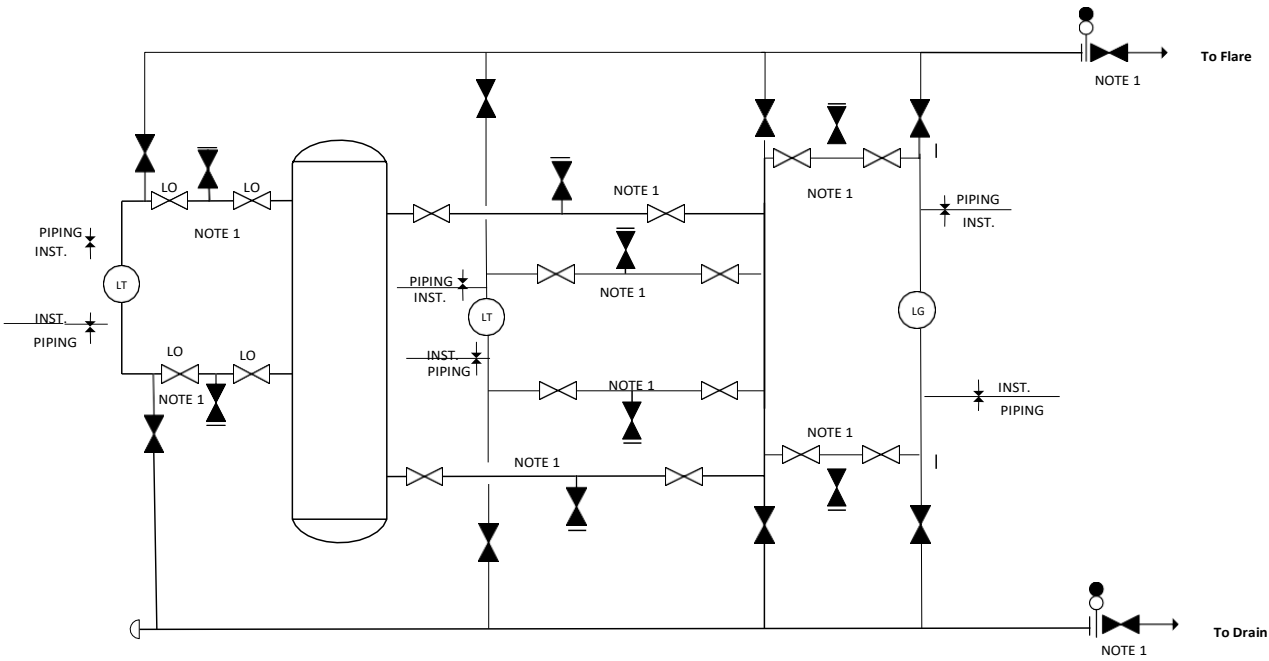 To Flare
NOTE 1
LO
LO
NOTE 1
NOTE 1
NOTE 1
PIPING
INST.
PIPING
INST.
NOTE 1
PIPING
INST.
LT
LT
LG
INST.
PIPING
INST.
PIPING
LO
LO
NOTE 1
NOTE 1
INST.
PIPING
NOTE 1
NOTE 1
To Drain
NOTE 1